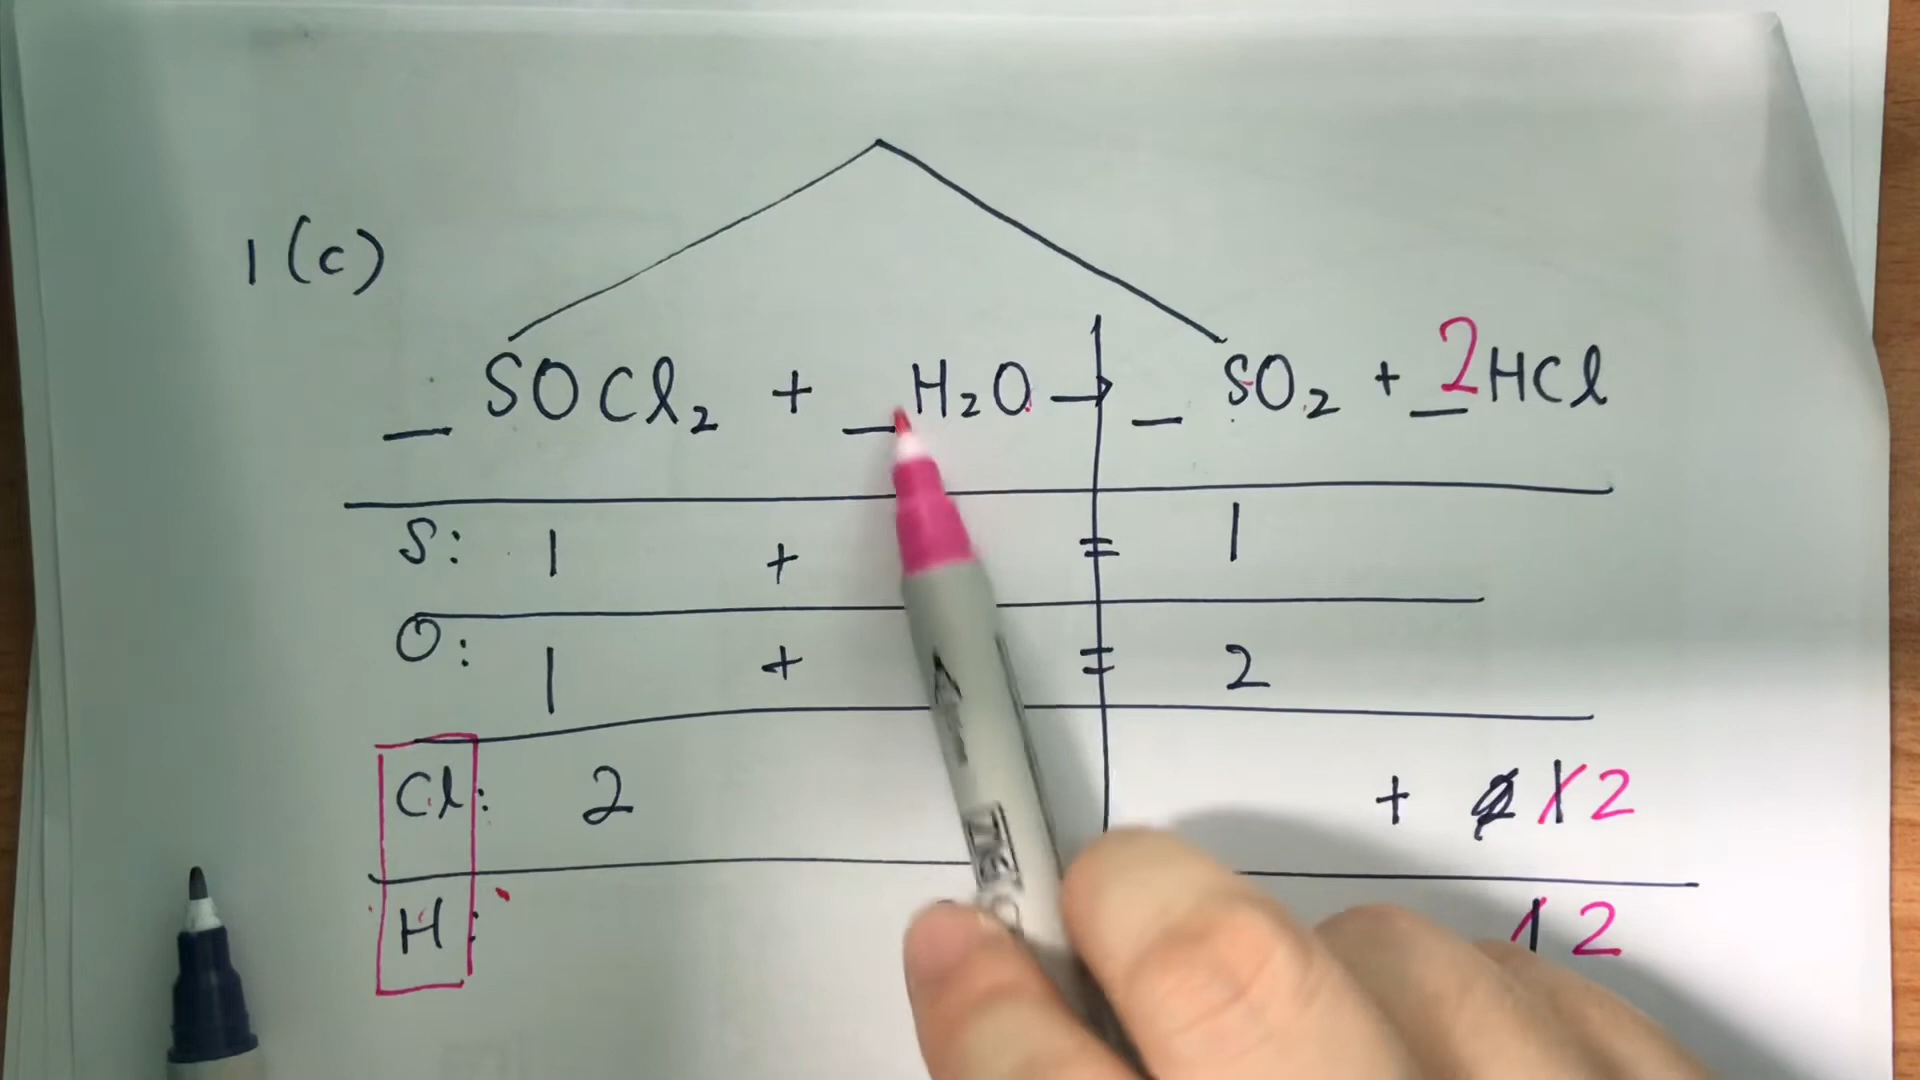 1 (c)
_ SOCl₂ + _ H₂O → _ SO₂ + 2HCl
S: 1 + = 1
O: 1 + = 2
Cl: 2 + 1 2
H: 1 2